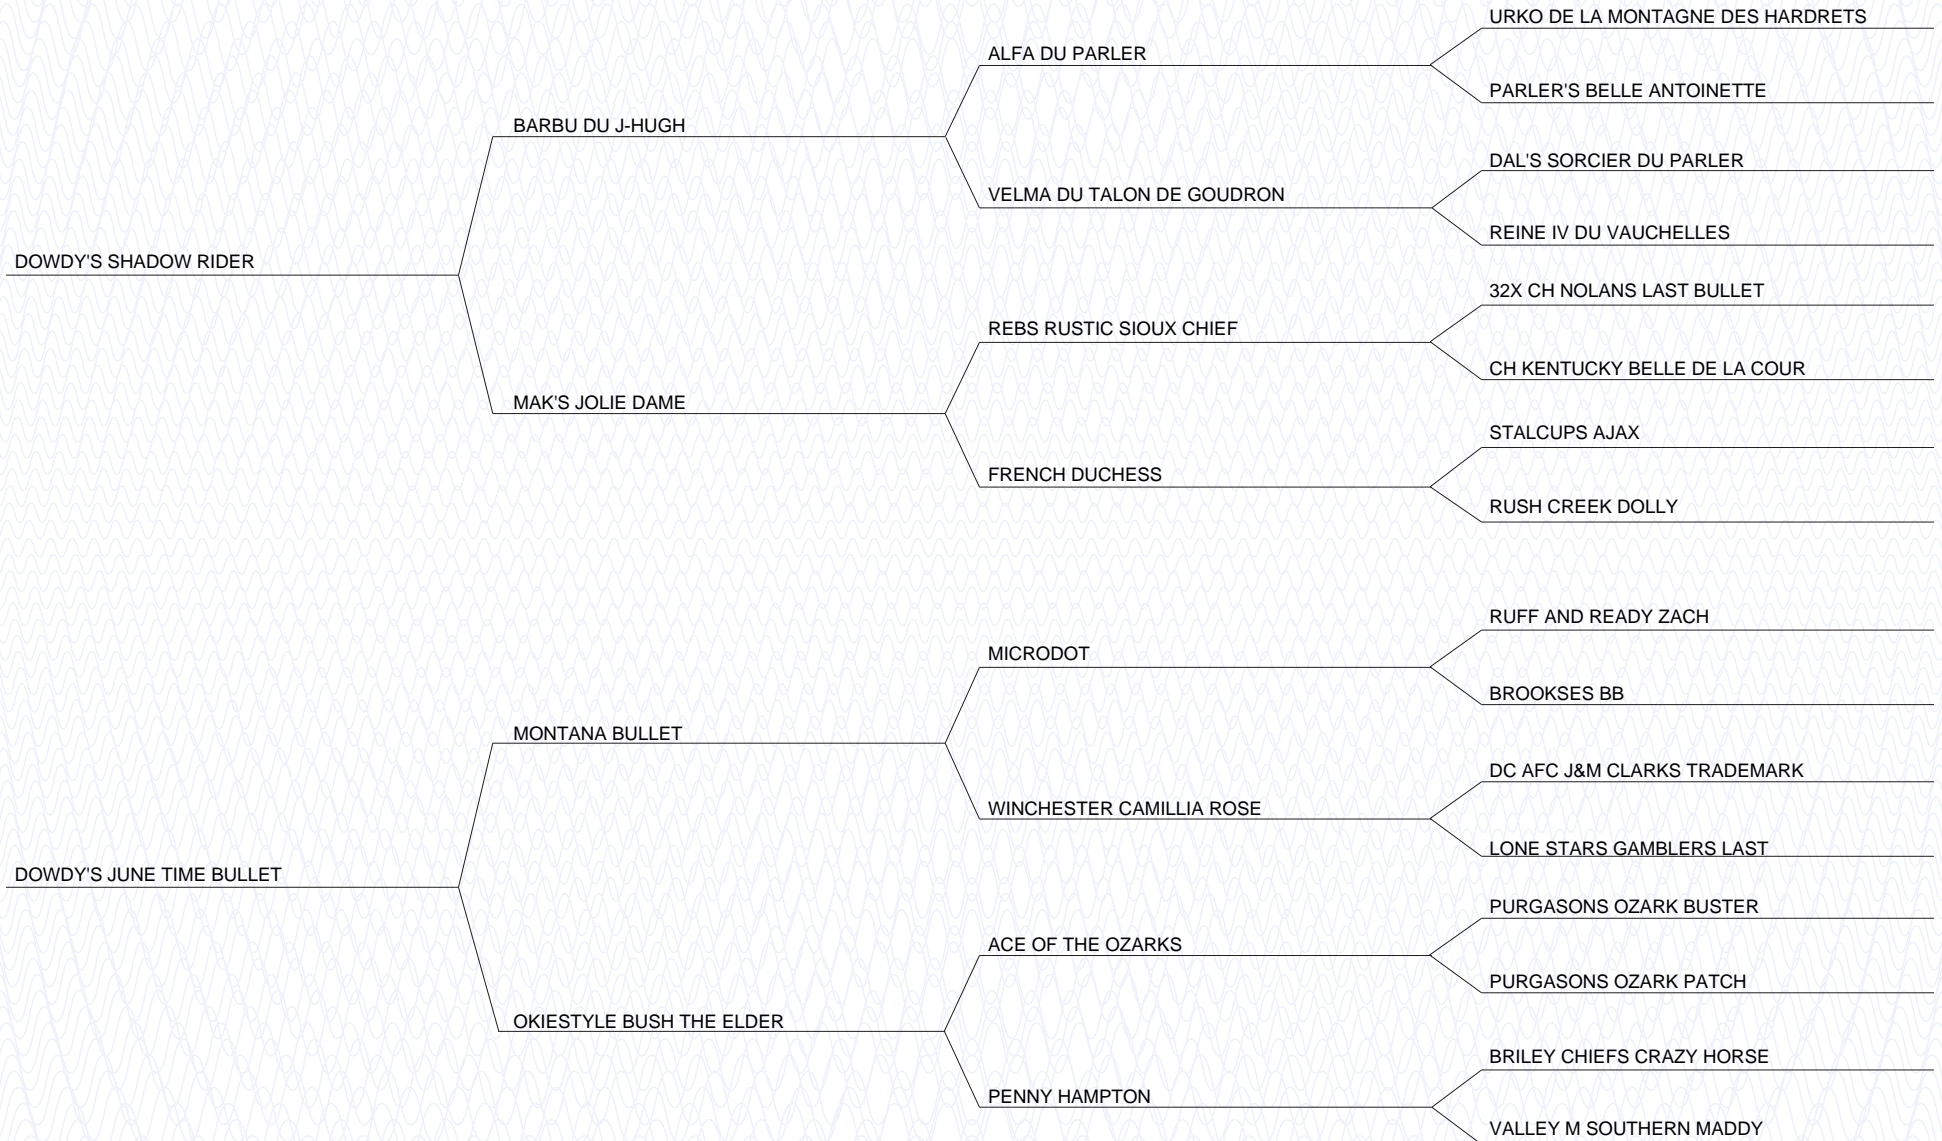 URKO DE LA MONTAGNE DES HARDRETS
ALFA DU PARLER
PARLER'S BELLE ANTOINETTE
BARBU DU J-HUGH
DAL'S SORCIER DU PARLER
VELMA DU TALON DE GOUDRON
REINE IV DU VAUCHELLES
DOWDY'S SHADOW RIDER
32X CH NOLANS LAST BULLET
REBS RUSTIC SIOUX CHIEF
CH KENTUCKY BELLE DE LA COUR
MAK'S JOLIE DAME
STALCUPS AJAX
FRENCH DUCHESS
RUSH CREEK DOLLY
RUFF AND READY ZACH
MICRODOT
BROOKSES BB
MONTANA BULLET
DC AFC J&M CLARKS TRADEMARK
WINCHESTER CAMILLIA ROSE
LONE STARS GAMBLERS LAST
DOWDY'S JUNE TIME BULLET
PURGASONS OZARK BUSTER
ACE OF THE OZARKS
PURGASONS OZARK PATCH
OKIESTYLE BUSH THE ELDER
BRILEY CHIEFS CRAZY HORSE
PENNY HAMPTON
VALLEY M SOUTHERN MADDY